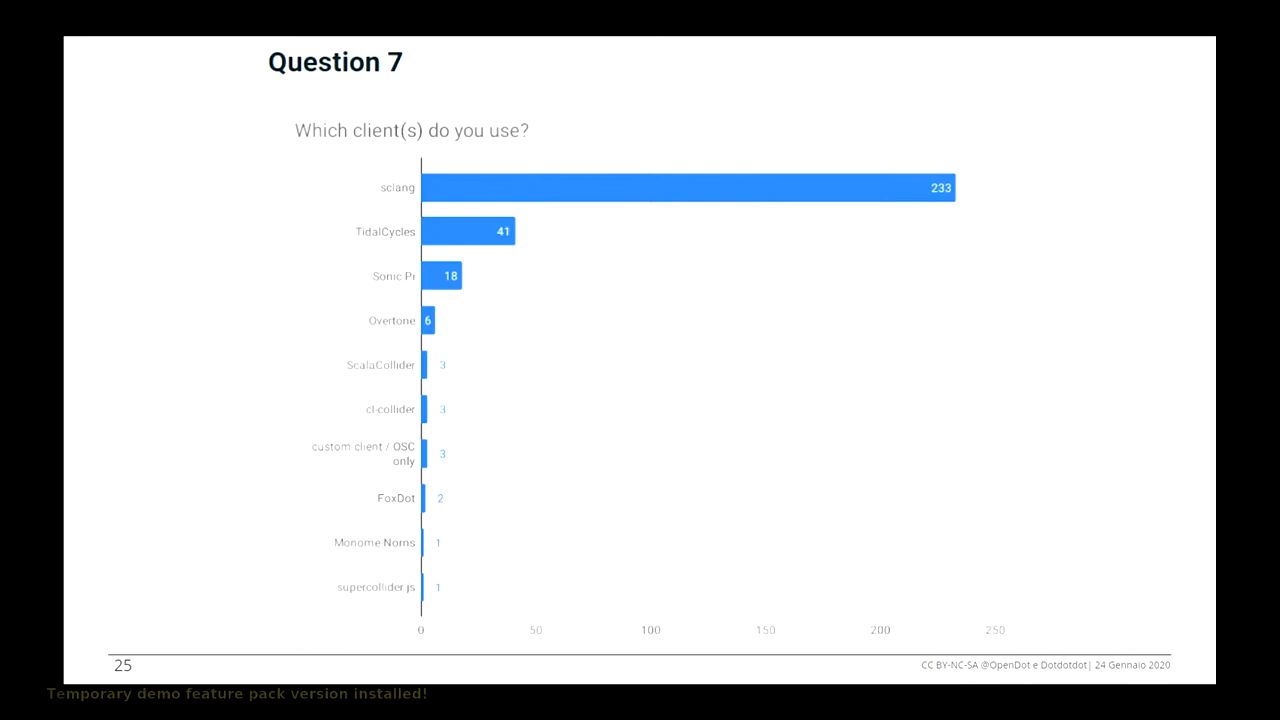 Question 7
Which client(s) do you use?
sclang 233
TidalCycles 41
Sonic Pi 18
Overtone 6
ScalaCollider 3
cl-collider 3
custom client / OSC
only 3
FoxDot 2
Monome Norns 1
supercollider.js 1
0 50 100 150 200 250
25
CC BY-NC-SA @OpenDot e Dotdotdot| 24 Gennaio 2020
Temporary demo feature pack version installed!